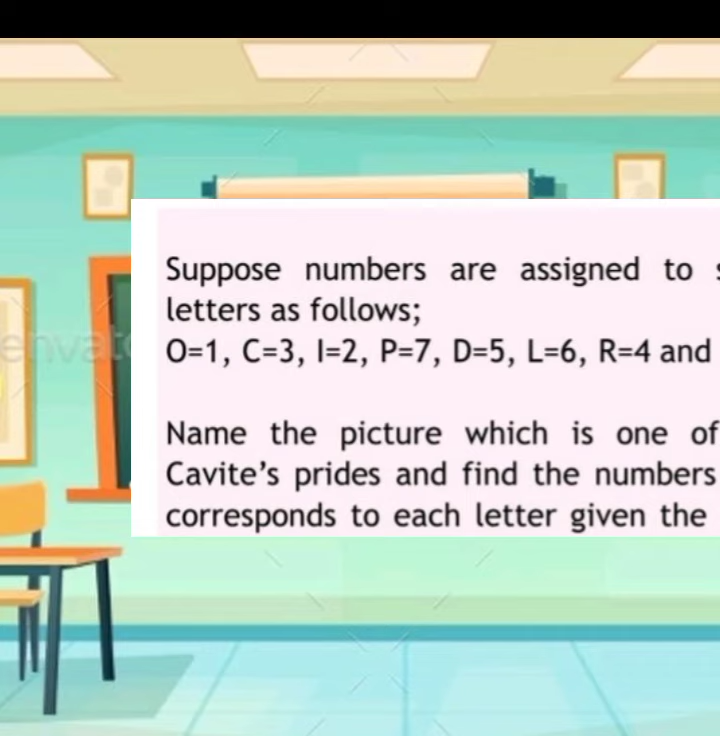 Suppose numbers are assigned to
letters as follows;
O=1, C=3, I=2, P=7, D=5, L=6, R=4 and
Name the picture which is one of
Cavite's prides and find the numbers
corresponds to each letter given the